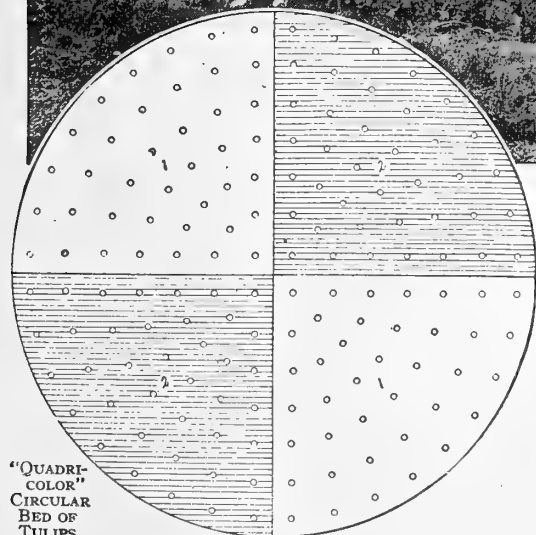 1
2
2
1
"QUADRI-
COLOR"
CIRCULAR
BED OF
TULIPS